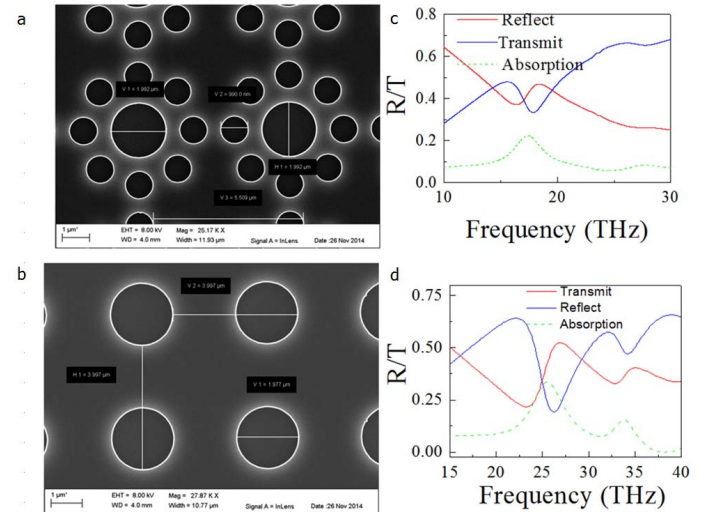 a
V 1 = 1.992 µm
V 2 = 990.0 nm
H 1 = 1.992 µm
V 3 = 5.509 µm
1 µm*
EHT = 8.00 kV
Mag = 25.17 K X
WD = 4.0 mm
Width = 11.93 µm
Signal A = InLens
Date :26 Nov 2014
c
Reflect
Transmit
Absorption
R/T
0.8
0.6
0.4
0.2
0.0
10
20
30
Frequency (THz)
b
V 2 = 3.997 µm
H 1 = 3.997 µm
V 1 = 1.977 µm
1 µm*
EHT = 8.00 kV
Mag = 27.87 K X
WD = 4.0 mm
Width = 10.77 µm
Signal A = InLens
Date :26 Nov 2014
d
Transmit
Reflect
Absorption
R/T
0.75
0.50
0.25
0.00
15
20
25
30
35
40
Frequency (THz)